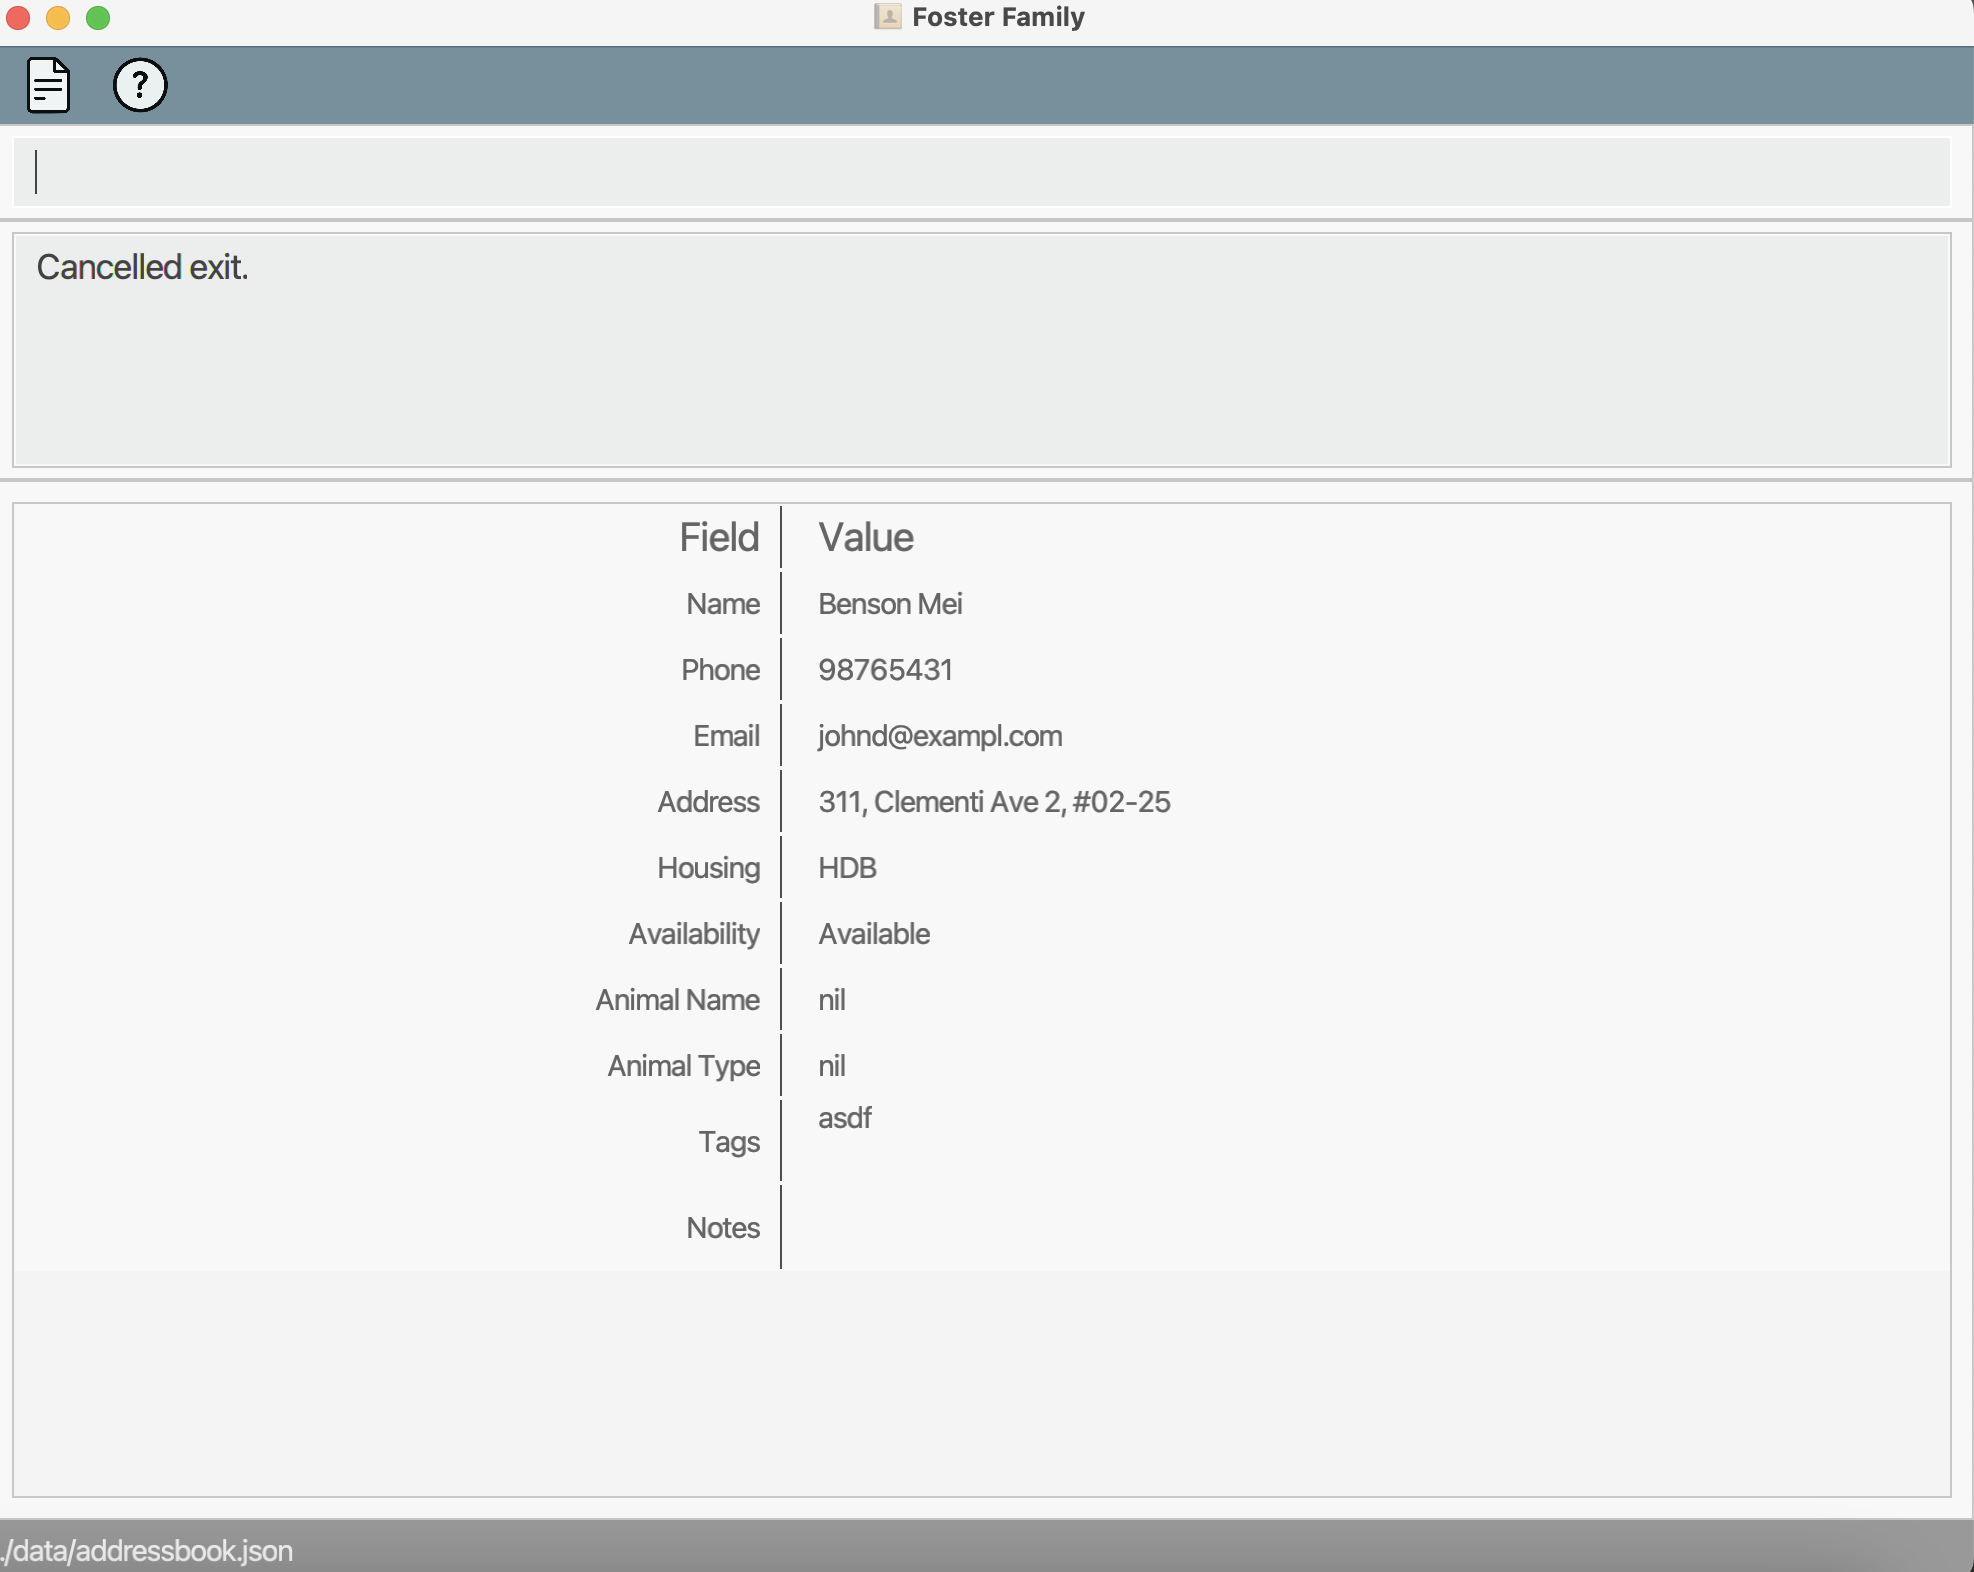 Foster Family
?
Cancelled exit.
Field Value
Name Benson Mei
Phone 98765431
Email johnd@exampl.com
Address 311, Clementi Ave 2, #02-25
Housing HDB
Availability Available
Animal Name nil
Animal Type nil
Tags asdf
Notes
./data/addressbook.json